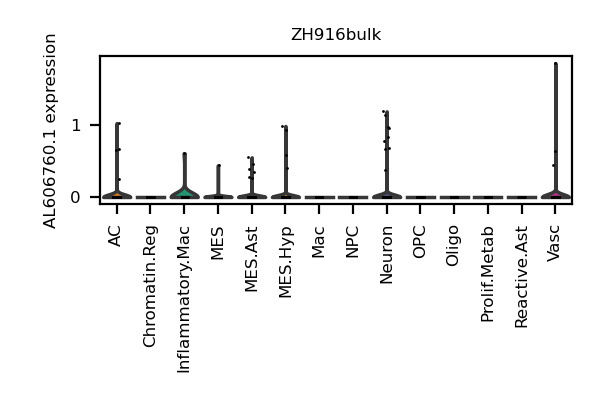 ZH916bulk
AL606760.1 expression
1
0
AC
Chromatin.Reg
Inflammatory.Mac
MES
MES.Ast
MES.Hyp
Mac
NPC
Neuron
OPC
Oligo
Prolif.Metab
Reactive.Ast
Vasc